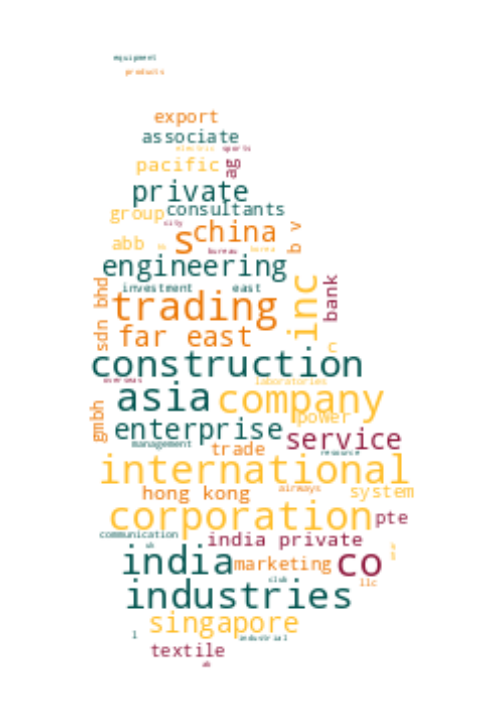 equipment
products
export
associate
electric sports
pacific ag
private
group consultants
city
s china b v
abb bureau
engineering
investment east
sdn bhd trading inc bank
far east
c
construction
overseas laboratories
asia company
gmbh power
enterprise service
management trade resource
international
hong kong airways system
corporation pte
communication india private
uk
india marketing co
club llc
industries
singapore
l industrial
textile